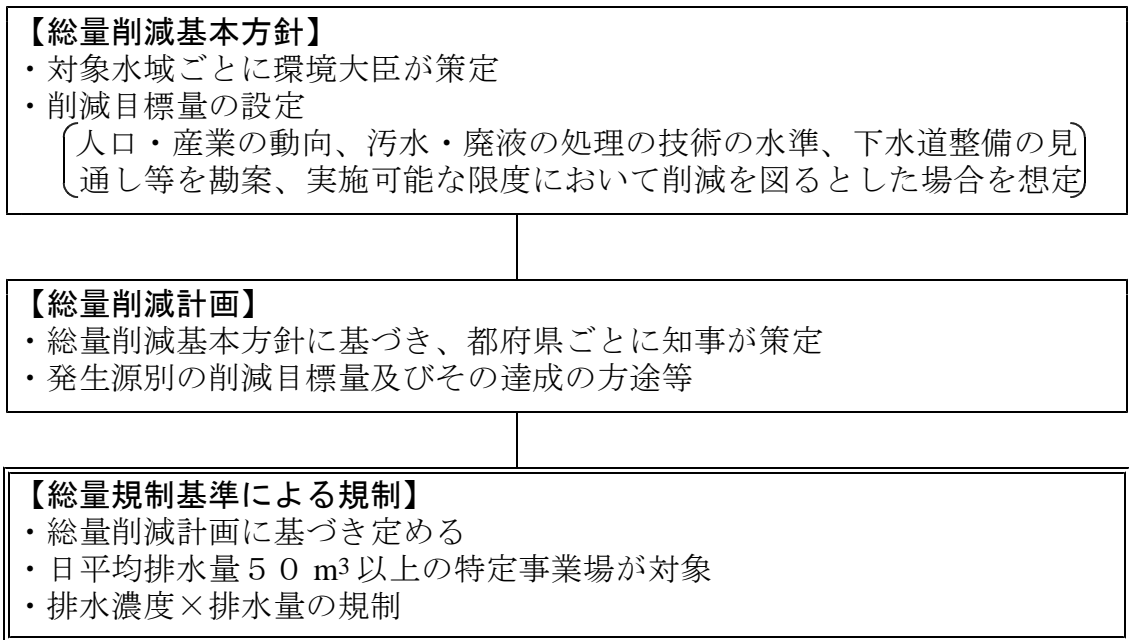 【総量削減基本方針】
・対象水域ごとに環境大臣が策定
・削減目標量の設定
人口・産業の動向、汚水・廃液の処理の技術の水準、下水道整備の見
通し等を勘案、実施可能な限度において削減を図るとした場合を想定
【総量削減計画】
・総量削減基本方針に基づき、都府県ごとに知事が策定
・発生源別の削減目標量及びその達成の方途等
【総量規制基準による規制】
・総量削減計画に基づき定める
・日平均排水量５０ m³以上の特定事業場が対象
・排水濃度×排水量の規制